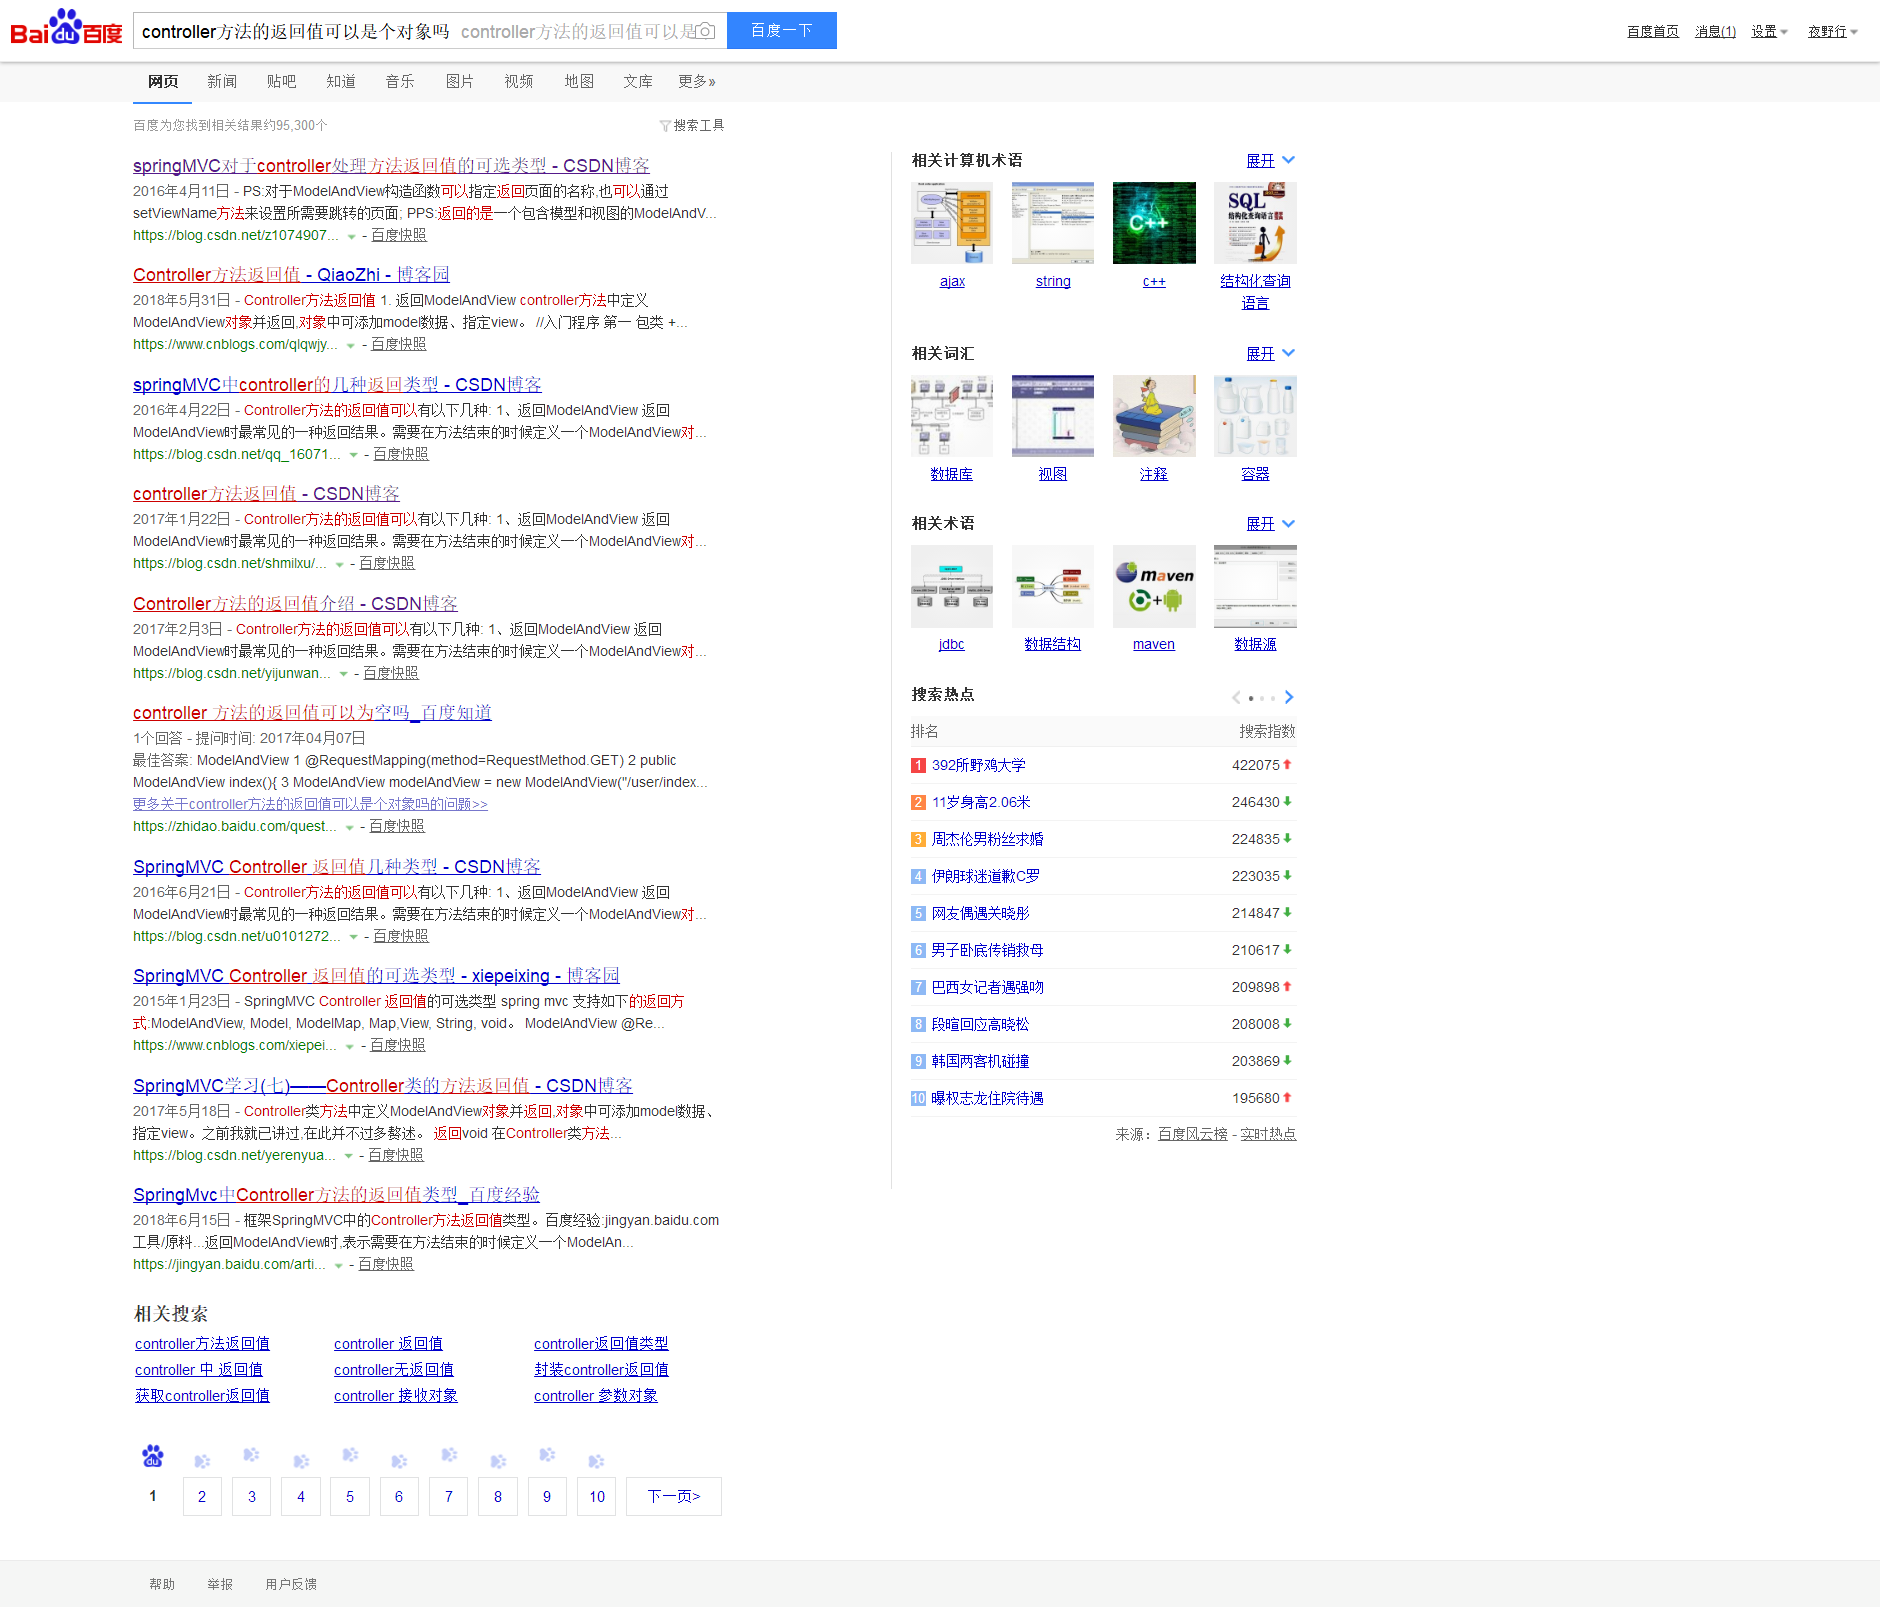 Bai du 百度
controller方法的返回值可以是个对象吗 controller方法的返回值可以是
百度一下
百度首页 消息(1) 设置 夜野行
网页 新闻 贴吧 知道 音乐 图片 视频 地图 文库 更多»
百度为您找到相关结果约95,300个
搜索工具
springMVC对于controller处理方法返回值的可选类型 - CSDN博客
2016年4月11日 - PS:对于ModelAndView构造函数可以指定返回页面的名称,也可以通过
setViewName方法来设置所需要跳转的页面; PPS:返回的是一个包含模型和视图的ModelAndV...
https://blog.csdn.net/z1074907... - 百度快照
Controller方法返回值 - QiaoZhi - 博客园
2018年5月31日 - Controller方法返回值 1. 返回ModelAndView controller方法中定义
ModelAndView对象并返回,对象中可添加model数据、指定view。 //入门程序 第一 包类 +...
https://www.cnblogs.com/qlqwjy... - 百度快照
springMVC中controller的几种返回类型 - CSDN博客
2016年4月22日 - Controller方法的返回值可以有以下几种: 1、返回ModelAndView 返回
ModelAndView时最常见的一种返回结果。需要在方法结束的时候定义一个ModelAndView对...
https://blog.csdn.net/qq_16071... - 百度快照
controller方法返回值 - CSDN博客
2017年1月22日 - Controller方法的返回值可以有以下几种: 1、返回ModelAndView 返回
ModelAndView时最常见的一种返回结果。需要在方法结束的时候定义一个ModelAndView对...
https://blog.csdn.net/shmilxu/... - 百度快照
Controller方法的返回值介绍 - CSDN博客
2017年2月3日 - Controller方法的返回值可以有以下几种: 1、返回ModelAndView 返回
ModelAndView时最常见的一种返回结果。需要在方法结束的时候定义一个ModelAndView对...
https://blog.csdn.net/yijunwan... - 百度快照
controller 方法的返回值可以为空吗_百度知道
1个回答 - 提问时间: 2017年04月07日
最佳答案: ModelAndView 1 @RequestMapping(method=RequestMethod.GET) 2 public
ModelAndView index(){ 3 ModelAndView modelAndView = new ModelAndView("/user/index...
更多关于controller方法的返回值可以是个对象吗的问题>>
https://zhidao.baidu.com/quest... - 百度快照
SpringMVC Controller 返回值几种类型 - CSDN博客
2016年6月21日 - Controller方法的返回值可以有以下几种: 1、返回ModelAndView 返回
ModelAndView时最常见的一种返回结果。需要在方法结束的时候定义一个ModelAndView对...
https://blog.csdn.net/u0101272... - 百度快照
SpringMVC Controller 返回值的可选类型 - xiepeixing - 博客园
2015年1月23日 - SpringMVC Controller 返回值的可选类型 spring mvc 支持如下的返回方
式:ModelAndView, Model, ModelMap, Map,View, String, void。 ModelAndView @Re...
https://www.cnblogs.com/xiepei... - 百度快照
SpringMVC学习(七)——Controller类的方法返回值 - CSDN博客
2017年5月18日 - Controller类方法中定义ModelAndView对象并返回,对象中可添加model数据、
指定view。之前我就已讲过,在此并不过多赘述。 返回void 在Controller类方法...
https://blog.csdn.net/yerenyua... - 百度快照
SpringMvc中Controller方法的返回值类型_百度经验
2018年6月15日 - 框架SpringMVC中的Controller方法返回值类型。百度经验:jingyan.baidu.com
工具/原料...返回ModelAndView时,表示需要在方法结束的时候定义一个ModelAn...
https://jingyan.baidu.com/arti... - 百度快照
相关搜索
controller方法返回值 controller 返回值 controller返回值类型
controller 中 返回值 controller无返回值 封装controller返回值
获取controller返回值 controller 接收对象 controller 参数对象
du
1 2 3 4 5 6 7 8 9 10 下一页>
相关计算机术语 展开
C++
SQL
结构化查询语言
ajax string c++ 结构化查询
语言
相关词汇 展开
数据库 视图 注释 容器
相关术语 展开
maven
jdbc 数据结构 maven 数据源
搜索热点
排名 搜索指数
1 392所野鸡大学 422075
2 11岁身高2.06米 246430
3 周杰伦男粉丝求婚 224835
4 伊朗球迷道歉C罗 223035
5 网友偶遇关晓彤 214847
6 男子卧底传销救母 210617
7 巴西女记者遇强吻 209898
8 段暄回应高晓松 208008
9 韩国两客机碰撞 203869
10 曝权志龙住院待遇 195680
来源：百度风云榜 - 实时热点
帮助 举报 用户反馈